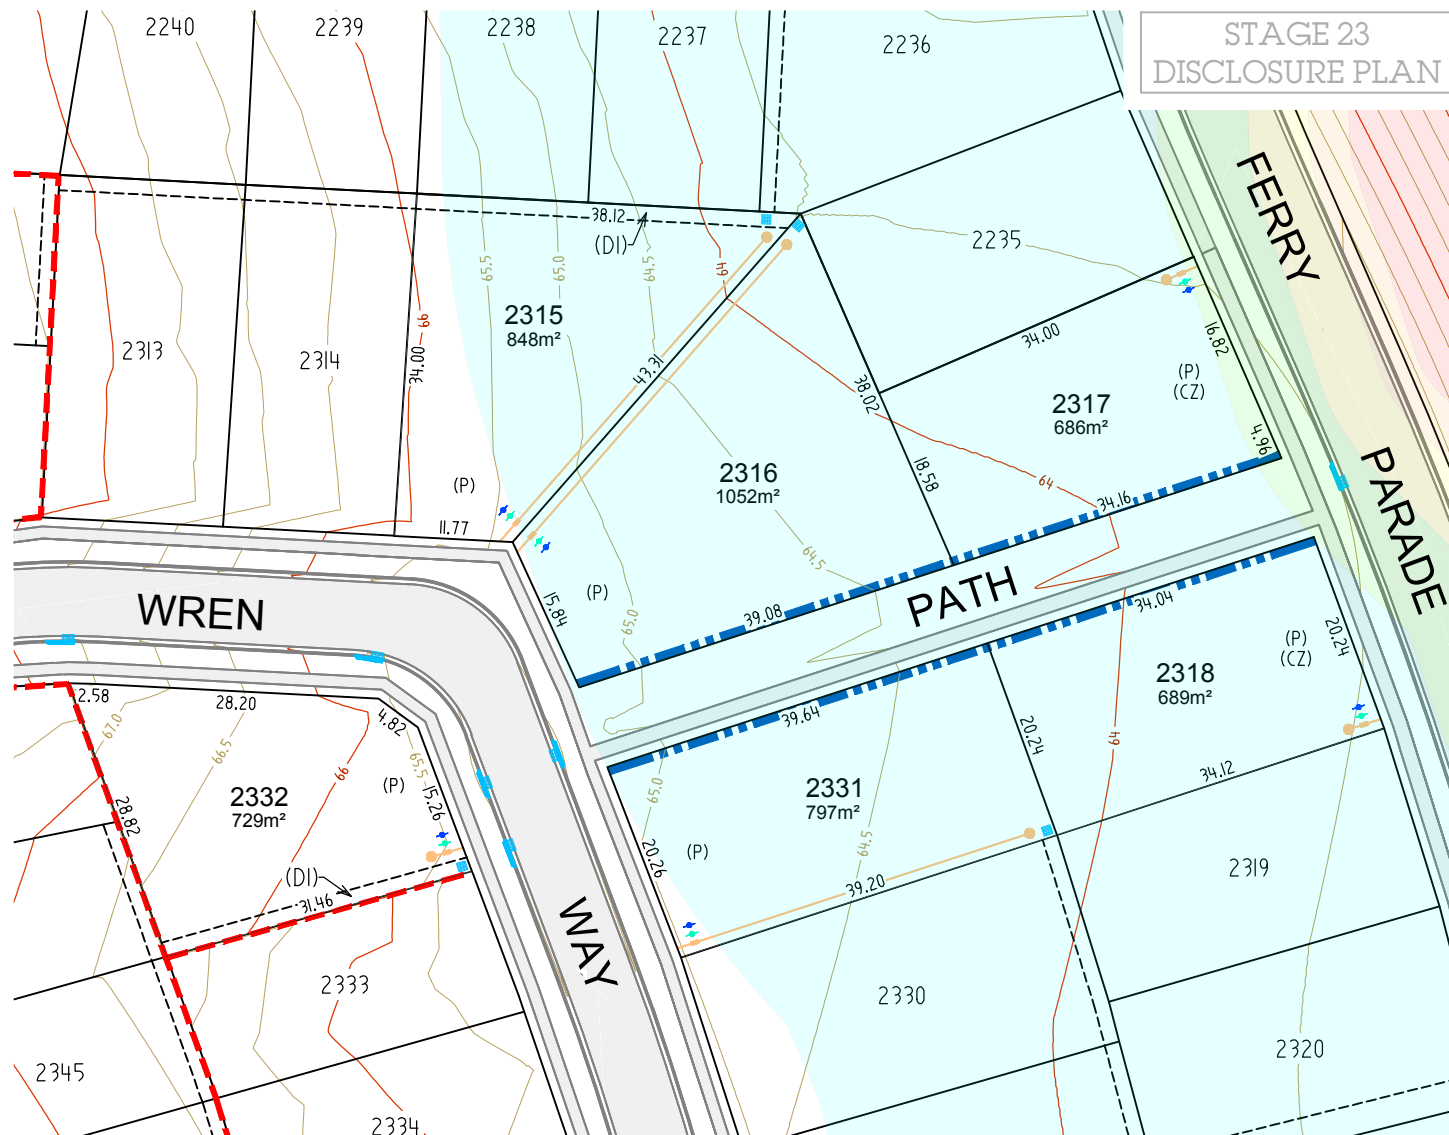 STAGE 23
DISCLOSURE PLAN
2240
2239
2238
2237
2236
FERRY
38.12
(D1)
2235
65.5
65.0
64.5
49
2315
848m²
66
34.00
2313
2314
43.31
34.00
16.82
38.02
(P)
(CZ)
2317
686m²
4.96
2316
1052m²
18.58
64
34.16
PARADE
(P)
11.77
64.5
(P)
15.84
65.0
39.08
PATH
34.04
WREN
(P)
(CZ)
20.24
2318
689m²
2.58
28.20
4.82
39.64
20.24
64
34.12
67.0
66.5
66
65.5
15.26
(P)
2332
729m²
28.82
65.0
2331
797m²
64.5
20.26
(P)
39.20
2319
(D1)
31.46
WAY
2333
2330
2320
2345
2334